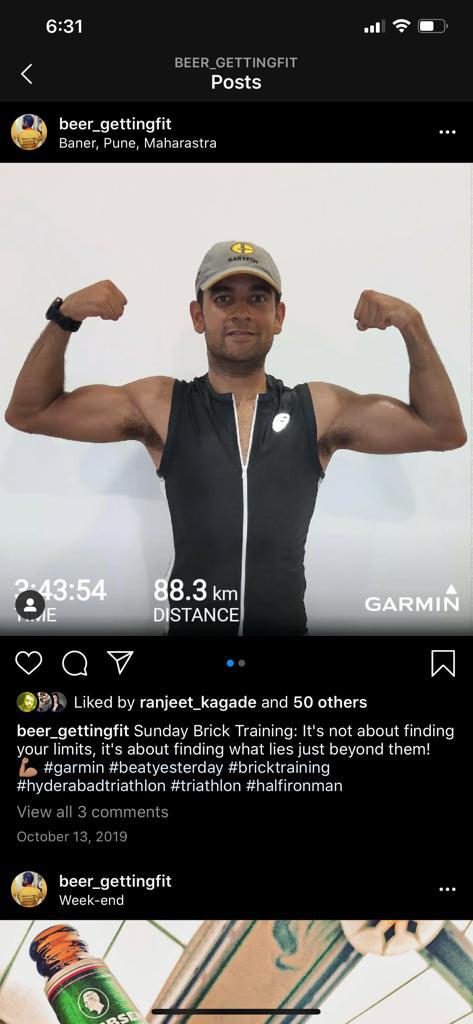 6:31
BEER_GETTINGFIT
Posts
beer_gettingfit
Baner, Pune, Maharastra
GARTECH
3:43:54
TIME
88.3 km
DISTANCE
GARMIN
Liked by ranjeet_kagade and 50 others
beer_gettingfit Sunday Brick Training: It's not about finding
your limits, it's about finding what lies just beyond them!
💪🏽 #garmin #beatyesterday #bricktraining
#hyderabadtriathlon #triathlon #halfironman
View all 3 comments
October 13, 2019
beer_gettingfit
Week-end